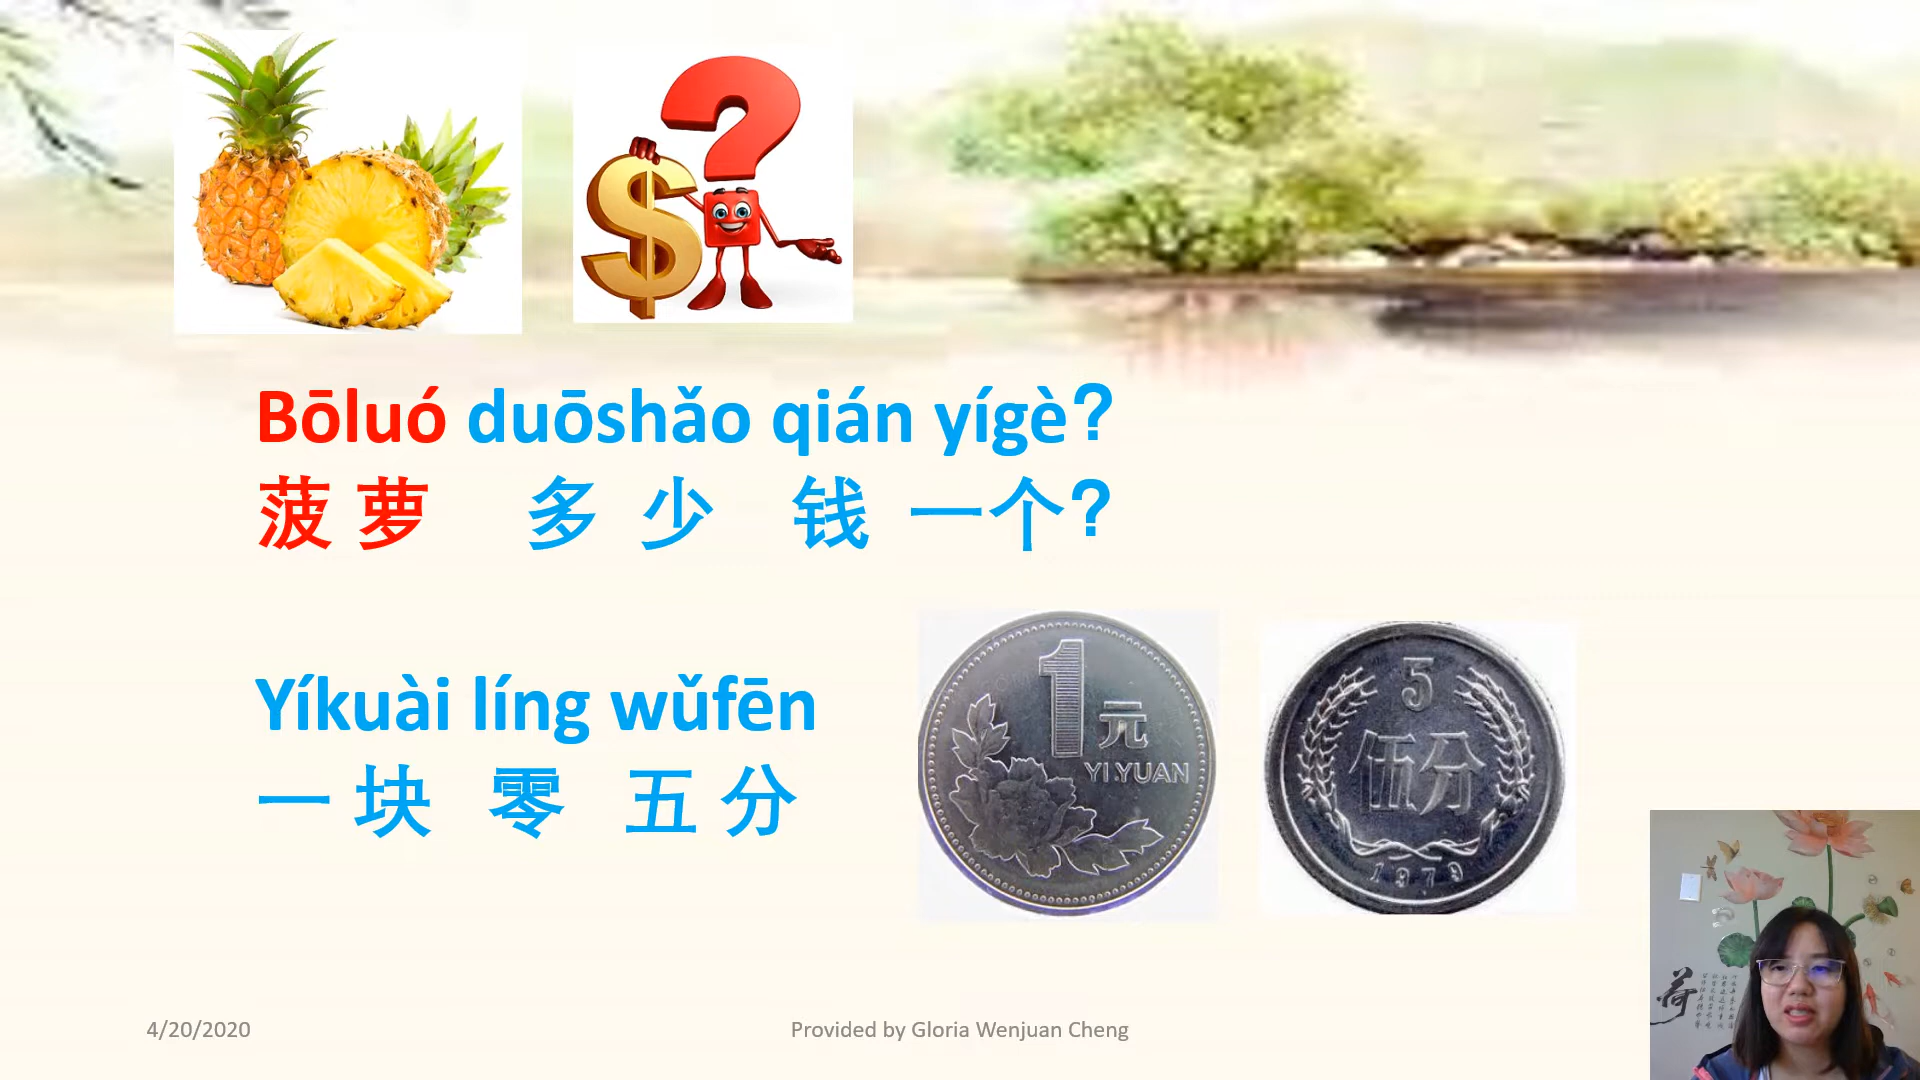 Bōluó duōshǎo qián yígè?
菠萝 多少 钱 一个?
Yíkuài líng wǔfēn
一块 零 五分
1元
YI YUAN
5
伍分
1979
荷
4/20/2020
Provided by Gloria Wenjuan Cheng